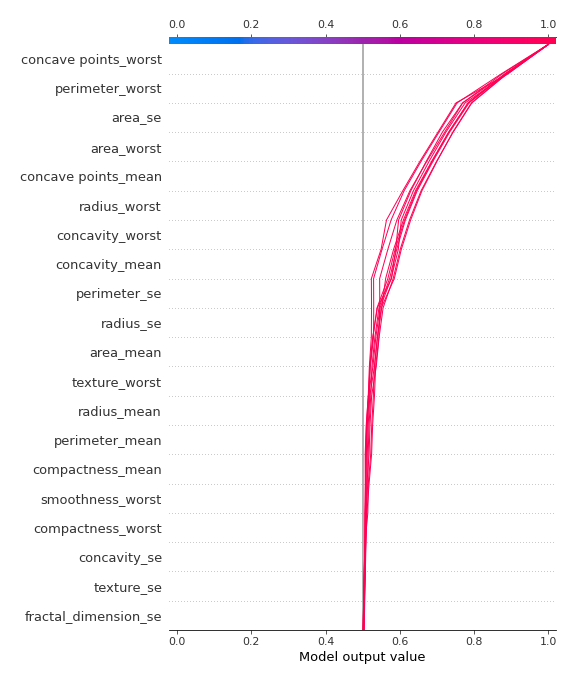 0.0 0.2 0.4 0.6 0.8 1.0
concave points_worst
perimeter_worst
area_se
area_worst
concave points_mean
radius_worst
concavity_worst
concavity_mean
perimeter_se
radius_se
area_mean
texture_worst
radius_mean
perimeter_mean
compactness_mean
smoothness_worst
compactness_worst
concavity_se
texture_se
fractal_dimension_se
0.0 0.2 0.4 0.6 0.8 1.0
Model output value